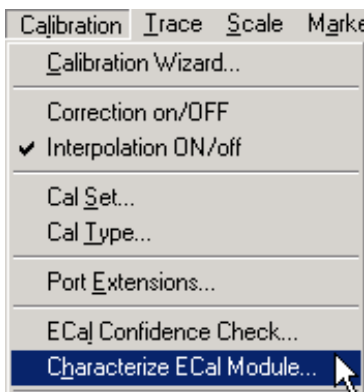 Calibration Trace Scale Marke
Calibration Wizard...
Correction on/OFF
Interpolation ON/off
Cal Set...
Cal Type...
Port Extensions...
ECal Confidence Check...
Characterize ECal Module...